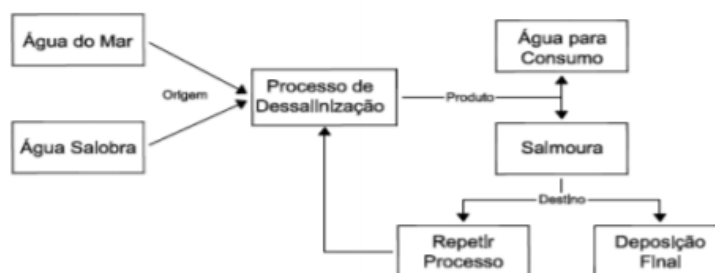 Água do Mar
Água para
Consumo
Origem
Processo de
Dessalinização
Produto
Água Salobra
Salmoura
Destino
Repetir
Processo
Deposição
Final